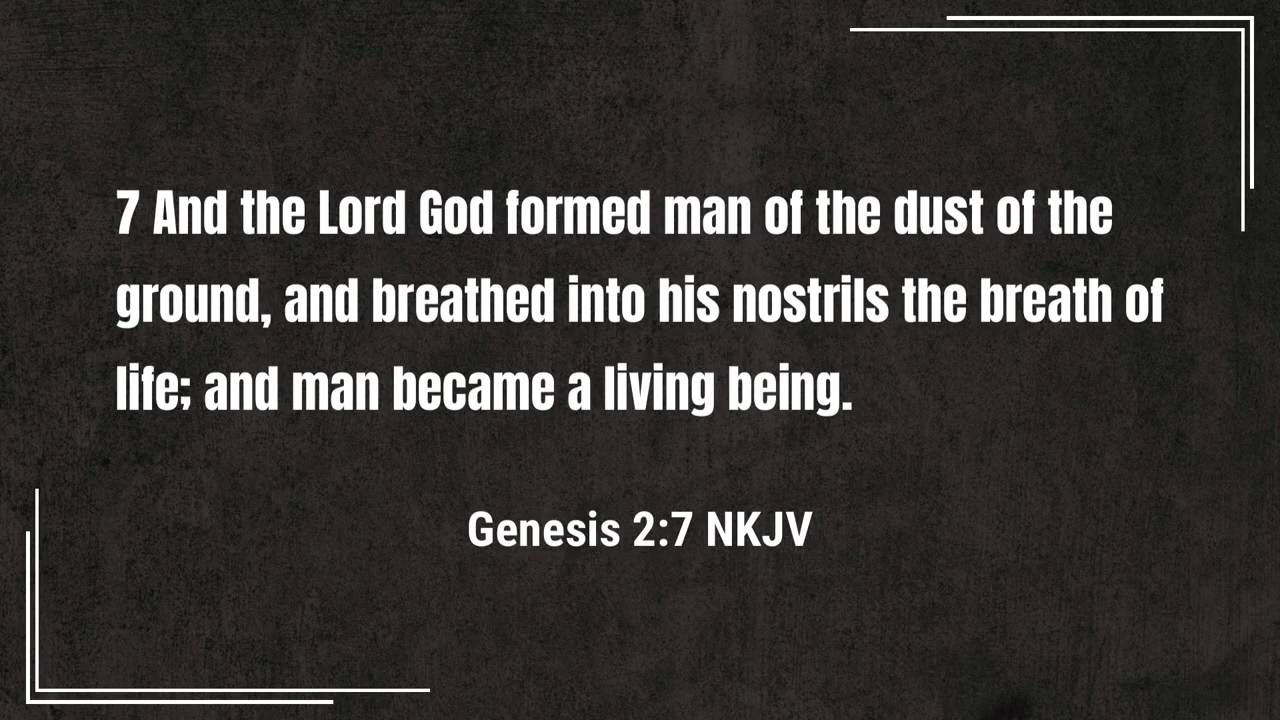 7 And the Lord God formed man of the dust of the
ground, and breathed into his nostrils the breath of
life; and man became a living being.
Genesis 2:7 NKJV